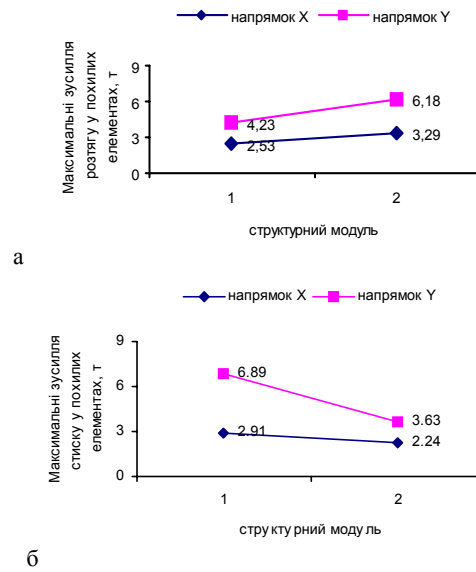 напрямок X напрямок Y
Максимальні зусилля
розтягу у похилих
елементах, т
9
6
3
0
4,23
2,53
6,18
3,29
1 2
структурний модуль
а
напрямок X напрямок Y
Максимальні зусилля
стиску у похилих
елементах, т
9
6
3
0
6.89
2.91
3.63
2.24
1 2
структурний модуль
б